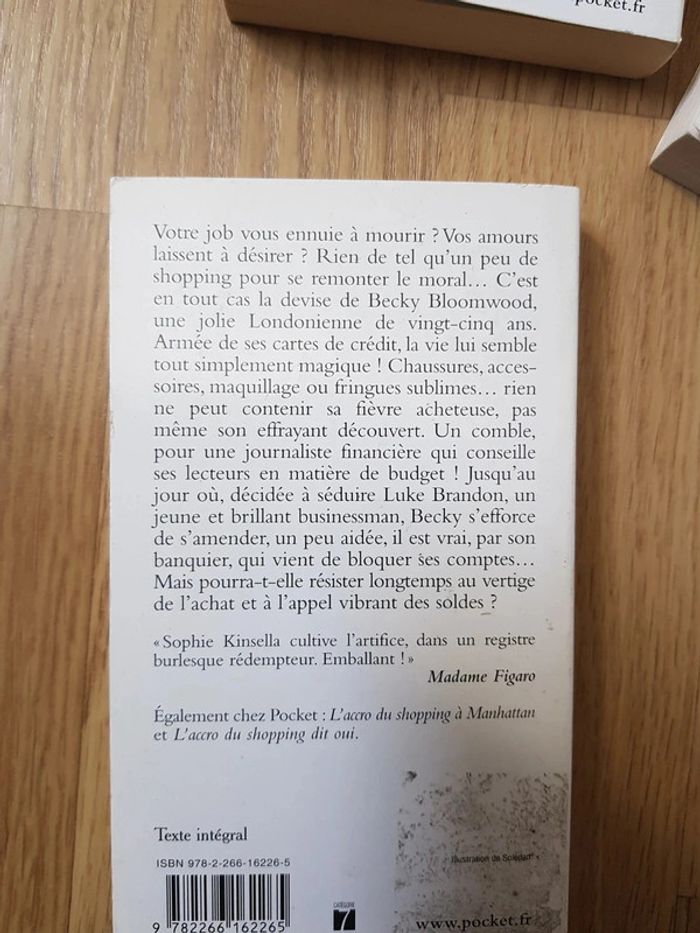 pocket.fr
Votre job vous ennuie à mourir ? Vos amours
laissent à désirer ? Rien de tel qu'un peu de
shopping pour se remonter le moral... C'est
en tout cas la devise de Becky Bloomwood,
une jolie Londonienne de vingt-cinq ans.
Armée de ses cartes de crédit, la vie lui semble
tout simplement magique ! Chaussures, acces-
soires, maquillage ou fringues sublimes... rien
ne peut contenir sa fièvre acheteuse, pas
même son effrayant découvert. Un comble,
pour une journaliste financière qui conseille
ses lecteurs en matière de budget ! Jusqu'au
jour où, décidée à séduire Luke Brandon, un
jeune et brillant businessman, Becky s'efforce
de s'amender, un peu aidée, il est vrai, par son
banquier, qui vient de bloquer ses comptes...
Mais pourra-t-elle résister longtemps au vertige
de l'achat et à l'appel vibrant des soldes ?
« Sophie Kinsella cultive l'artifice, dans un registre
burlesque rédempteur. Emballant ! »
Madame Figaro
Également chez Pocket : L'accro du shopping à Manhattan
et L'accro du shopping dit oui.
Texte intégral
ISBN 978-2-266-16226-5
Illustration de Soledad
9 782266 162265
CATÉGORIE
7
www.pocket.fr